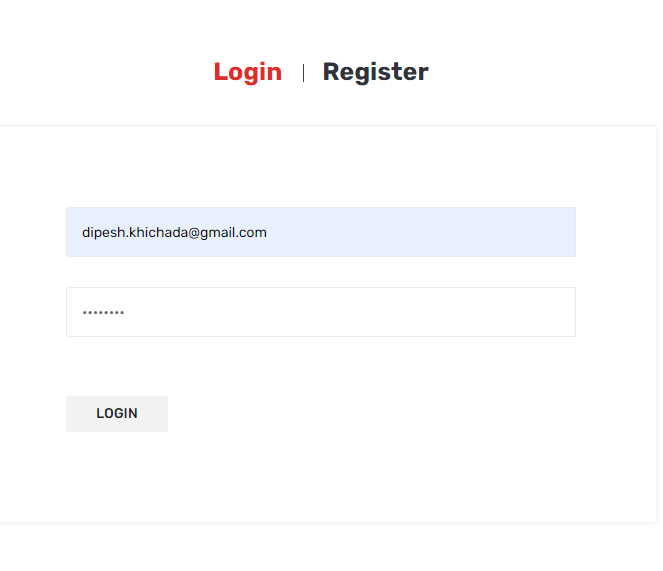 Login | Register
dipesh.khichada@gmail.com
••••••••
LOGIN